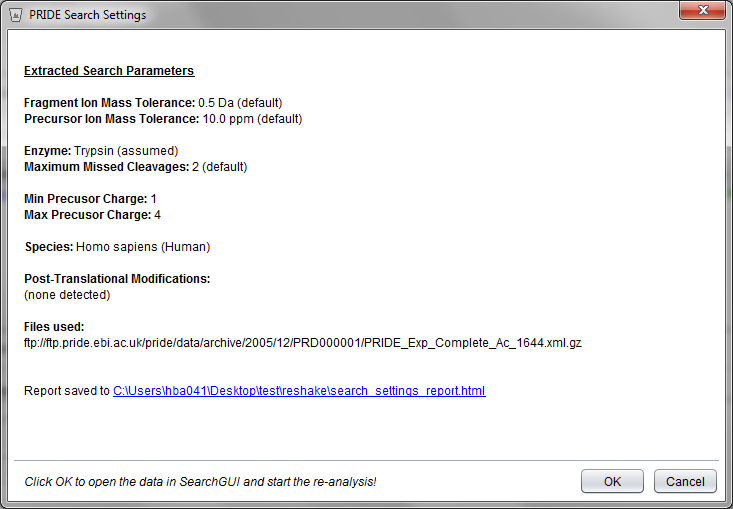 PRIDE Search Settings
Extracted Search Parameters
Fragment Ion Mass Tolerance: 0.5 Da (default)
Precursor Ion Mass Tolerance: 10.0 ppm (default)
Enzyme: Trypsin (assumed)
Maximum Missed Cleavages: 2 (default)
Min Precusor Charge: 1
Max Precusor Charge: 4
Species: Homo sapiens (Human)
Post-Translational Modifications:
(none detected)
Files used:
ftp://ftp.pride.ebi.ac.uk/pride/data/archive/2005/12/PRD000001/PRIDE_Exp_Complete_Ac_1644.xml.gz
Report saved to C:\Users\hba041\Desktop\test\reshake\search_settings_report.html
Click OK to open the data in SearchGUI and start the re-analysis!
OK Cancel